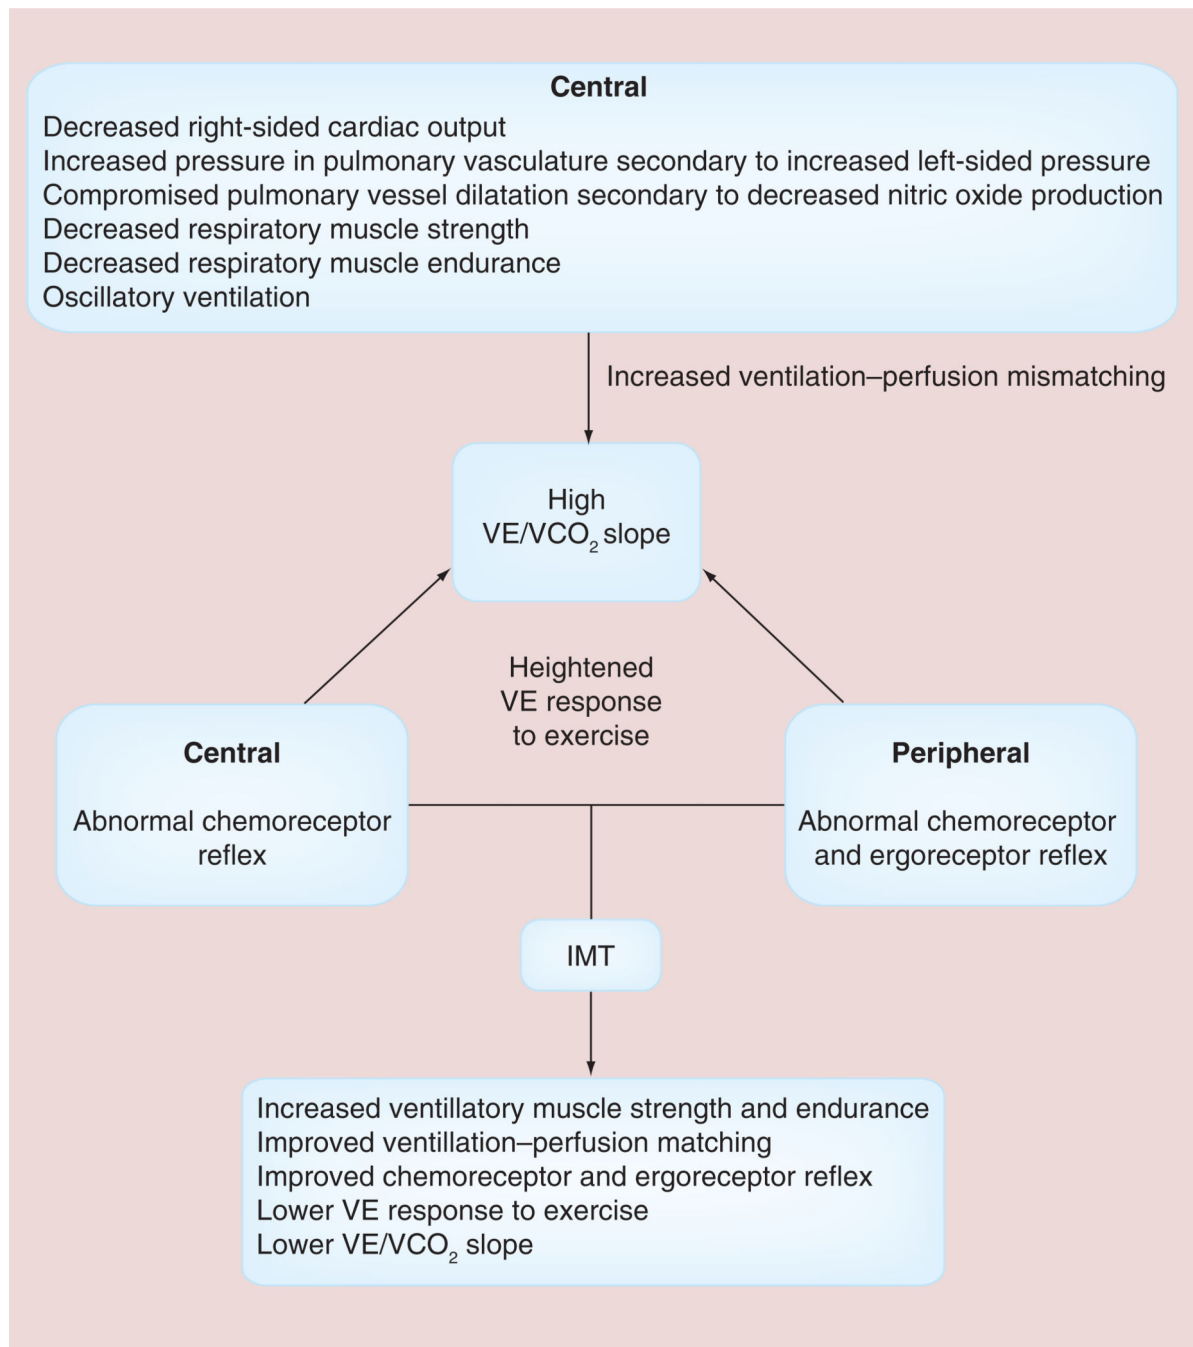 Central
Decreased right-sided cardiac output
Increased pressure in pulmonary vasculature secondary to increased left-sided pressure
Compromised pulmonary vessel dilatation secondary to decreased nitric oxide production
Decreased respiratory muscle strength
Decreased respiratory muscle endurance
Oscillatory ventilation
Increased ventilation–perfusion mismatching
High
VE/VCO₂ slope
Heightened
VE response
to exercise
Central
Abnormal chemoreceptor
reflex
Peripheral
Abnormal chemoreceptor
and ergoreceptor reflex
IMT
Increased ventillatory muscle strength and endurance
Improved ventillation–perfusion matching
Improved chemoreceptor and ergoreceptor reflex
Lower VE response to exercise
Lower VE/VCO₂ slope